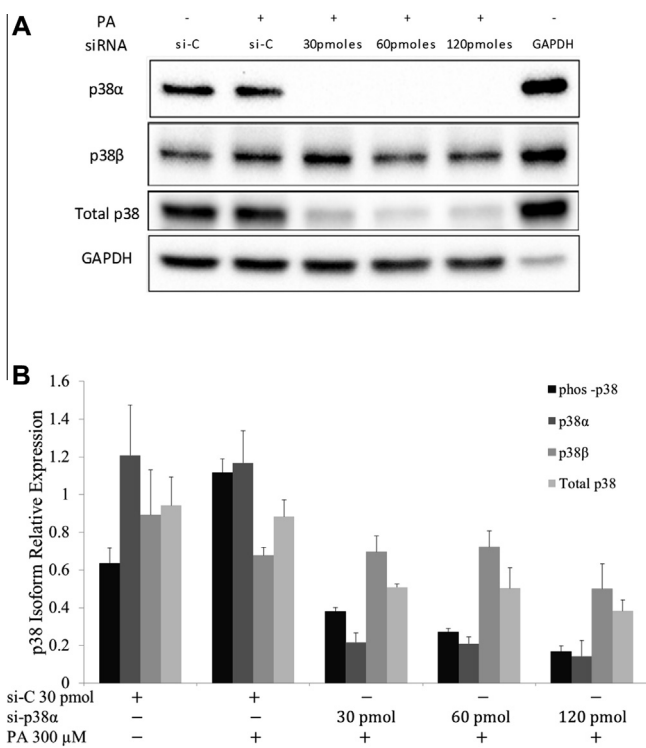 A
PA - + + + + -
siRNA si-C si-C 30pmoles 60pmoles 120pmoles GAPDH
p38α
p38β
Total p38
GAPDH
B
p38 Isoform Relative Expression
1.6
1.4
1.2
1
0.8
0.6
0.4
0.2
0
phos -p38
p38α
p38β
Total p38
si-C 30 pmol + + − − −
si-p38α − − 30 pmol 60 pmol 120 pmol
PA 300 µM − + + + +